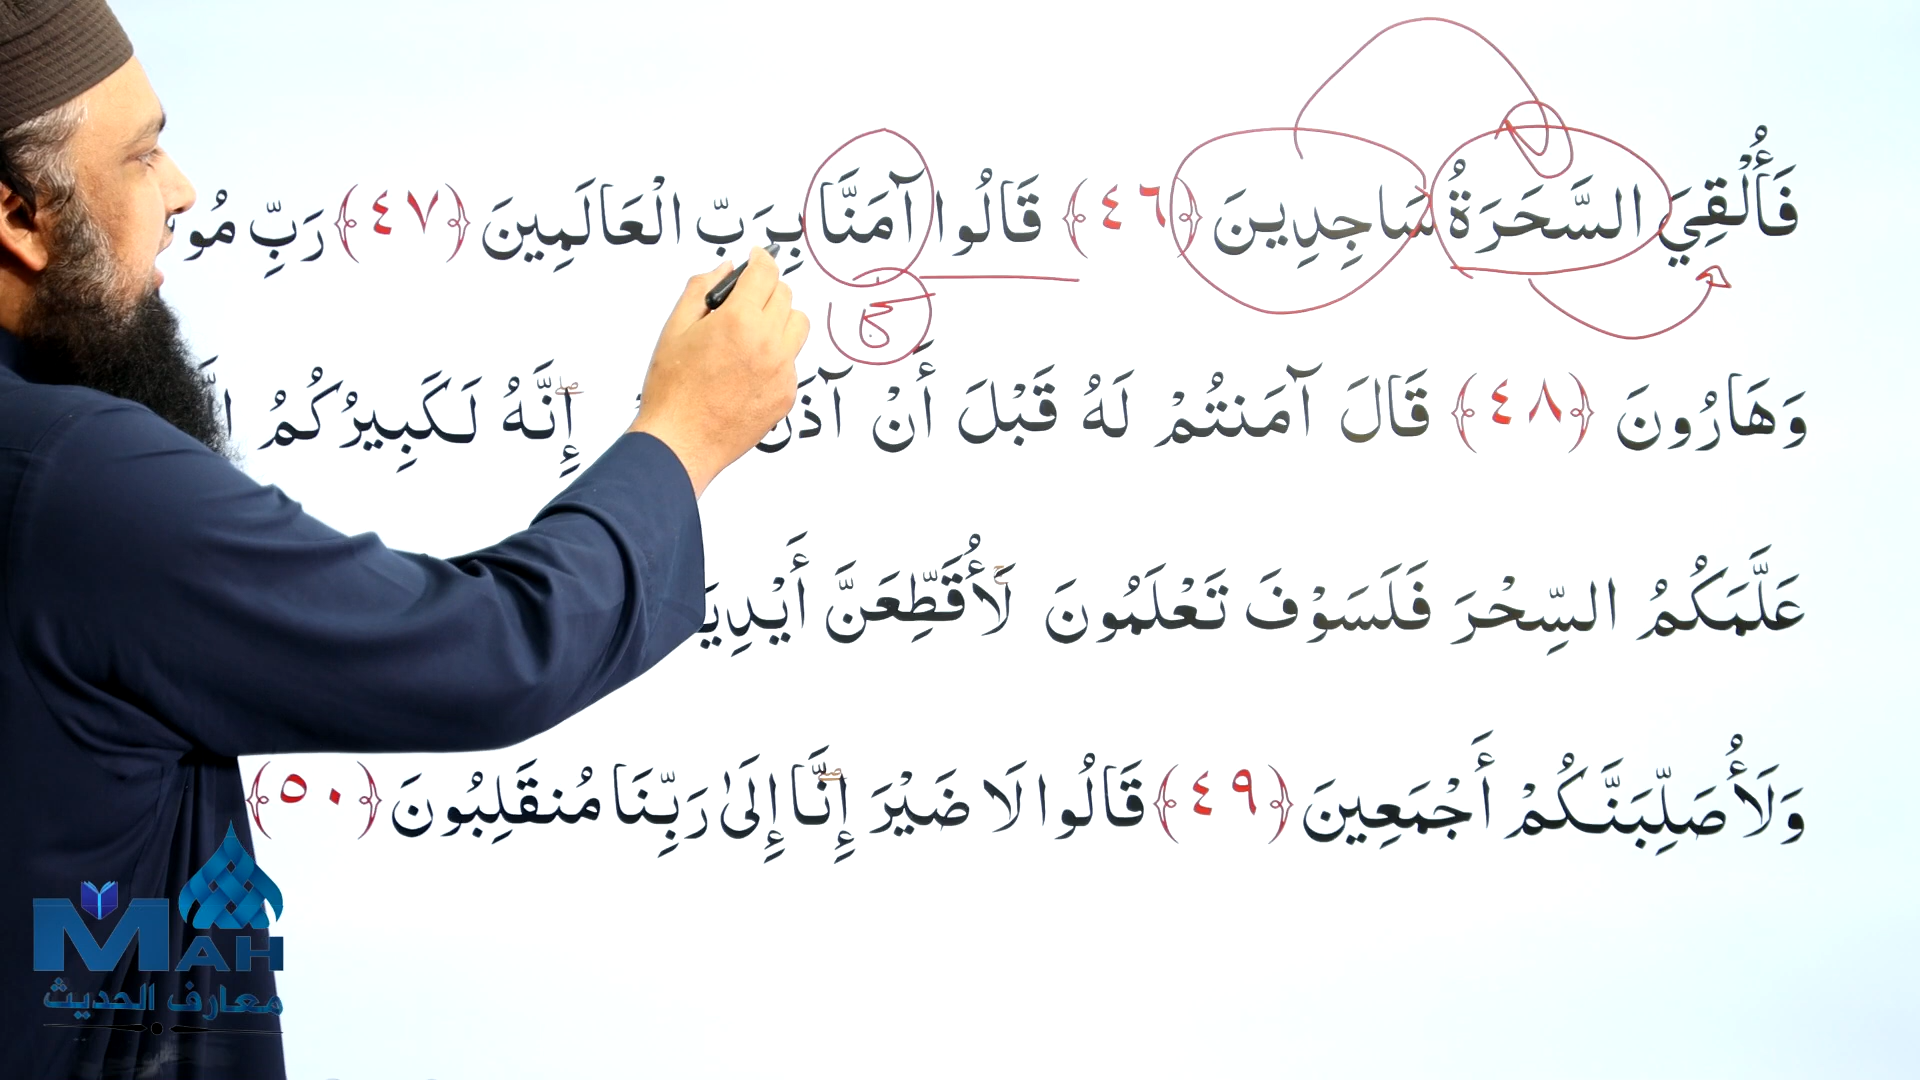 فَأُلْقِيَ السَّحَرَةُ سَاجِدِينَ ﴿٤٦﴾ قَالُوا آمَنَّا بِرَبِّ الْعَالَمِينَ ﴿٤٧﴾ رَبِّ
وَهَارُونَ ﴿٤٨﴾ قَالَ آمَنتُمْ لَهُ قَبْلَ أَنْ إِنَّهُ لَكَبِيرُكُمُ
عَلَّمَكُمُ السِّحْرَ فَلَسَوْفَ تَعْلَمُونَ لَأُقَطِّعَنَّ
وَلَأُصَلِّبَنَّكُمْ أَجْمَعِينَ ﴿٤٩﴾ قَالُوا لَا ضَيْرَ إِنَّا إِلَىٰ رَبِّنَا مُنقَلِبُونَ ﴿٥٠﴾
MAH
معارف الحديث